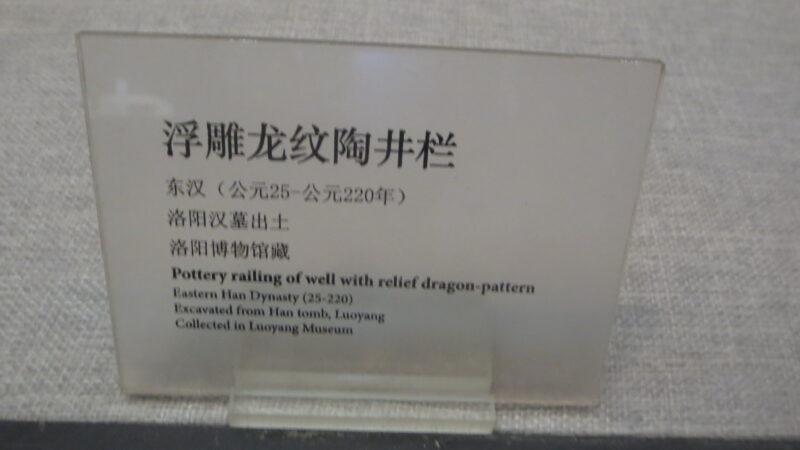 浮雕龙纹陶井栏
东汉（公元25-公元220年）
洛阳汉墓出土
洛阳博物馆藏
Pottery railing of well with relief dragon-pattern
Eastern Han Dynasty (25-220)
Excavated from Han tomb, Luoyang
Collected in Luoyang Museum